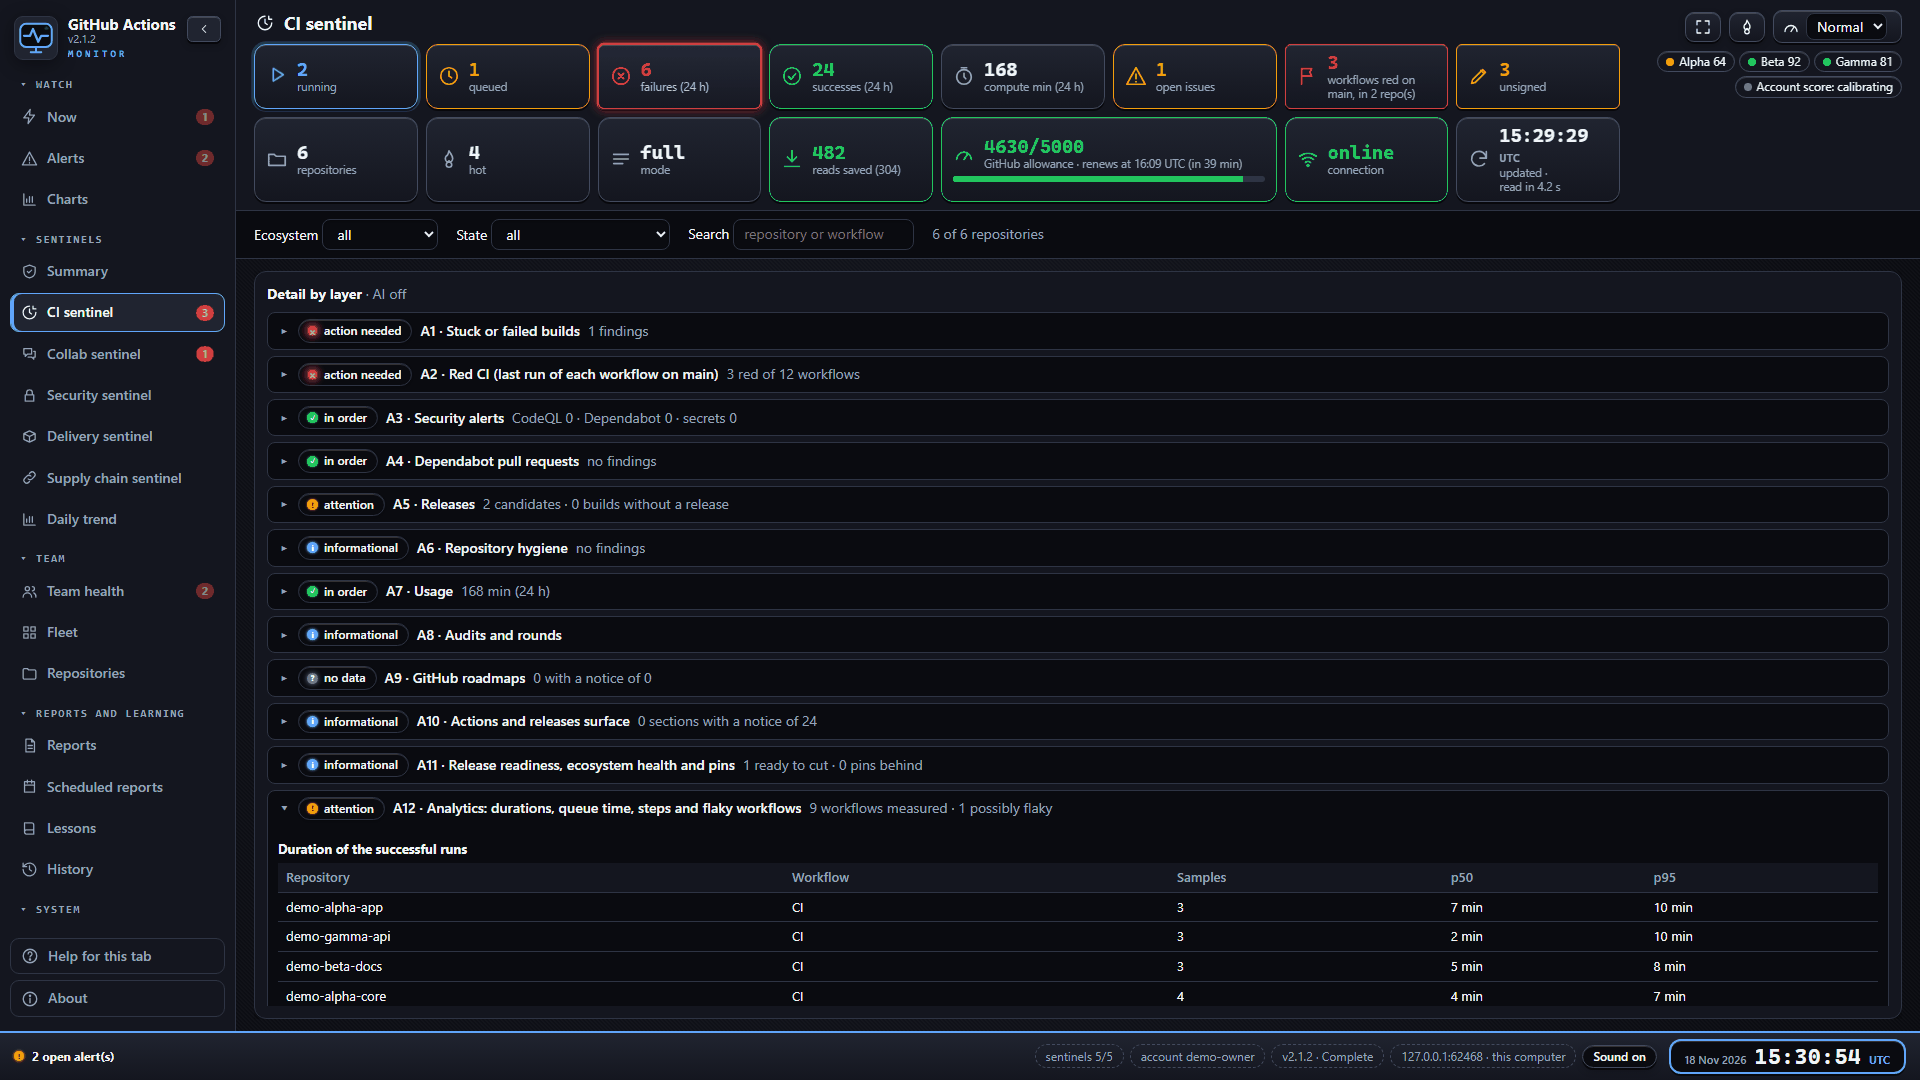 GitHub Actions
v2.1.2
MONITOR
WATCH
Now 1
Alerts 2
Charts
SENTINELS
Summary
CI sentinel 3
Collab sentinel 1
Security sentinel
Delivery sentinel
Supply chain sentinel
Daily trend
TEAM
Team health 2
Fleet
Repositories
REPORTS AND LEARNING
Reports
Scheduled reports
Lessons
History
SYSTEM
Help for this tab
About
CI sentinel
Normal
Alpha 64
Beta 92
Gamma 81
Account score: calibrating
2
running
1
queued
6
failures (24 h)
24
successes (24 h)
168
compute min (24 h)
1
open issues
3
workflows red on
main, in 2 repo(s)
3
unsigned
6
repositories
4
hot
full
mode
482
reads saved (304)
4630/5000
GitHub allowance · renews at 16:09 UTC (in 39 min)
online
connection
15:29:29
UTC
updated ·
read in 4.2 s
Ecosystem all State all Search repository or workflow 6 of 6 repositories
Detail by layer · AI off
action needed A1 · Stuck or failed builds 1 findings
action needed A2 · Red CI (last run of each workflow on main) 3 red of 12 workflows
in order A3 · Security alerts CodeQL 0 · Dependabot 0 · secrets 0
in order A4 · Dependabot pull requests no findings
attention A5 · Releases 2 candidates · 0 builds without a release
informational A6 · Repository hygiene no findings
in order A7 · Usage 168 min (24 h)
informational A8 · Audits and rounds
no data A9 · GitHub roadmaps 0 with a notice of 0
informational A10 · Actions and releases surface 0 sections with a notice of 24
informational A11 · Release readiness, ecosystem health and pins 1 ready to cut · 0 pins behind
attention A12 · Analytics: durations, queue time, steps and flaky workflows 9 workflows measured · 1 possibly flaky
Duration of the successful runs
Repository Workflow Samples p50 p95
demo-alpha-app CI 3 7 min 10 min
demo-gamma-api CI 3 2 min 10 min
demo-beta-docs CI 3 5 min 8 min
demo-alpha-core CI 4 4 min 7 min
2 open alert(s)
sentinels 5/5
account demo-owner
v2.1.2 · Complete
127.0.0.1:62468 · this computer
Sound on
18 Nov 2026 15:30:54 UTC